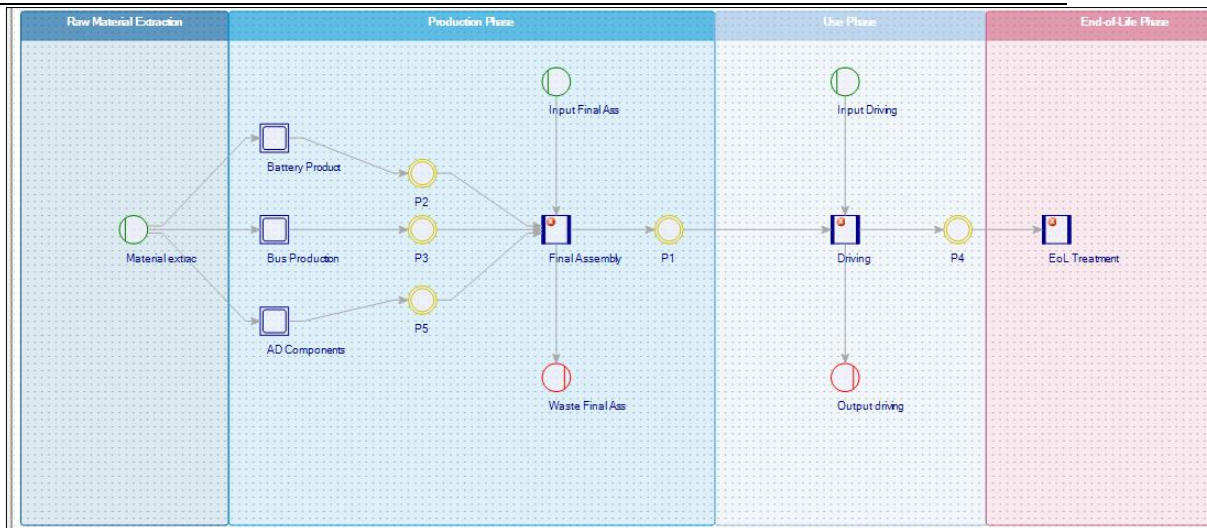 Raw Material Extraction
Production Phase
Use Phase
End-of-Life Phase
Input Final Ass
Input Driving
Battery Product
P2
Material extrac
Bus Production
P3
Final Assembly
P1
Driving
P4
EoL Treatment
P5
AD Components
Waste Final Ass
Output driving